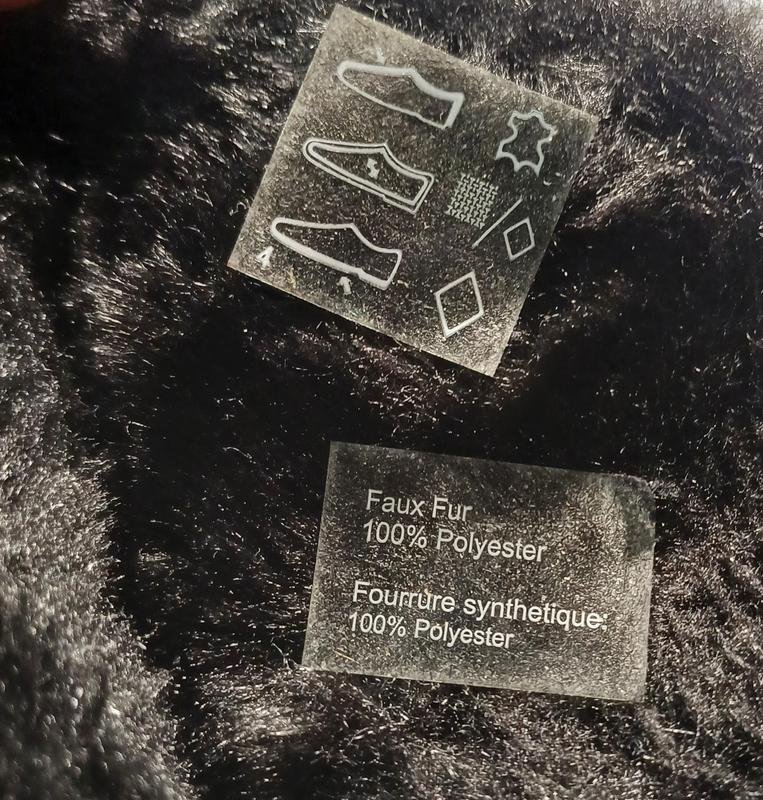 4
Faux Fur
100% Polyester
Fourrure synthetique:
100% Polyester